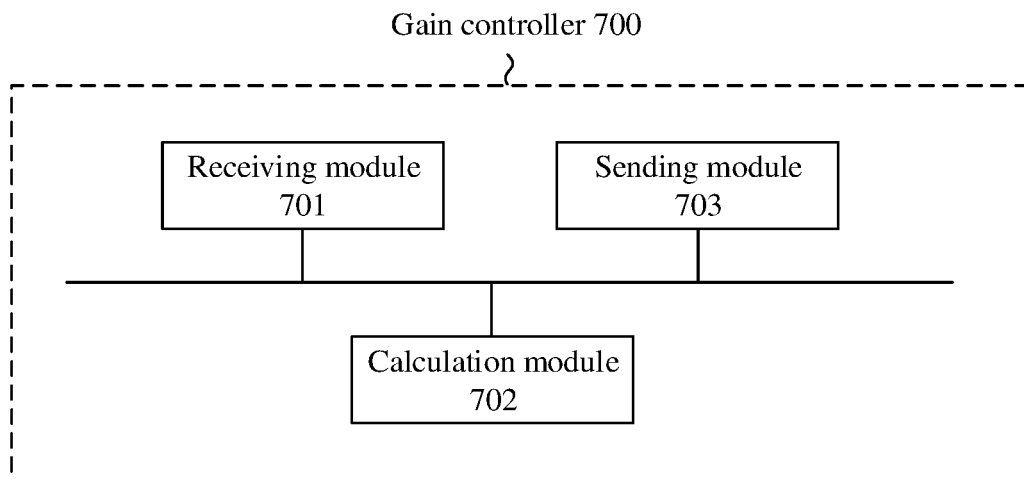 Gain controller 700
Receiving module
701
Sending module
703
Calculation module
702